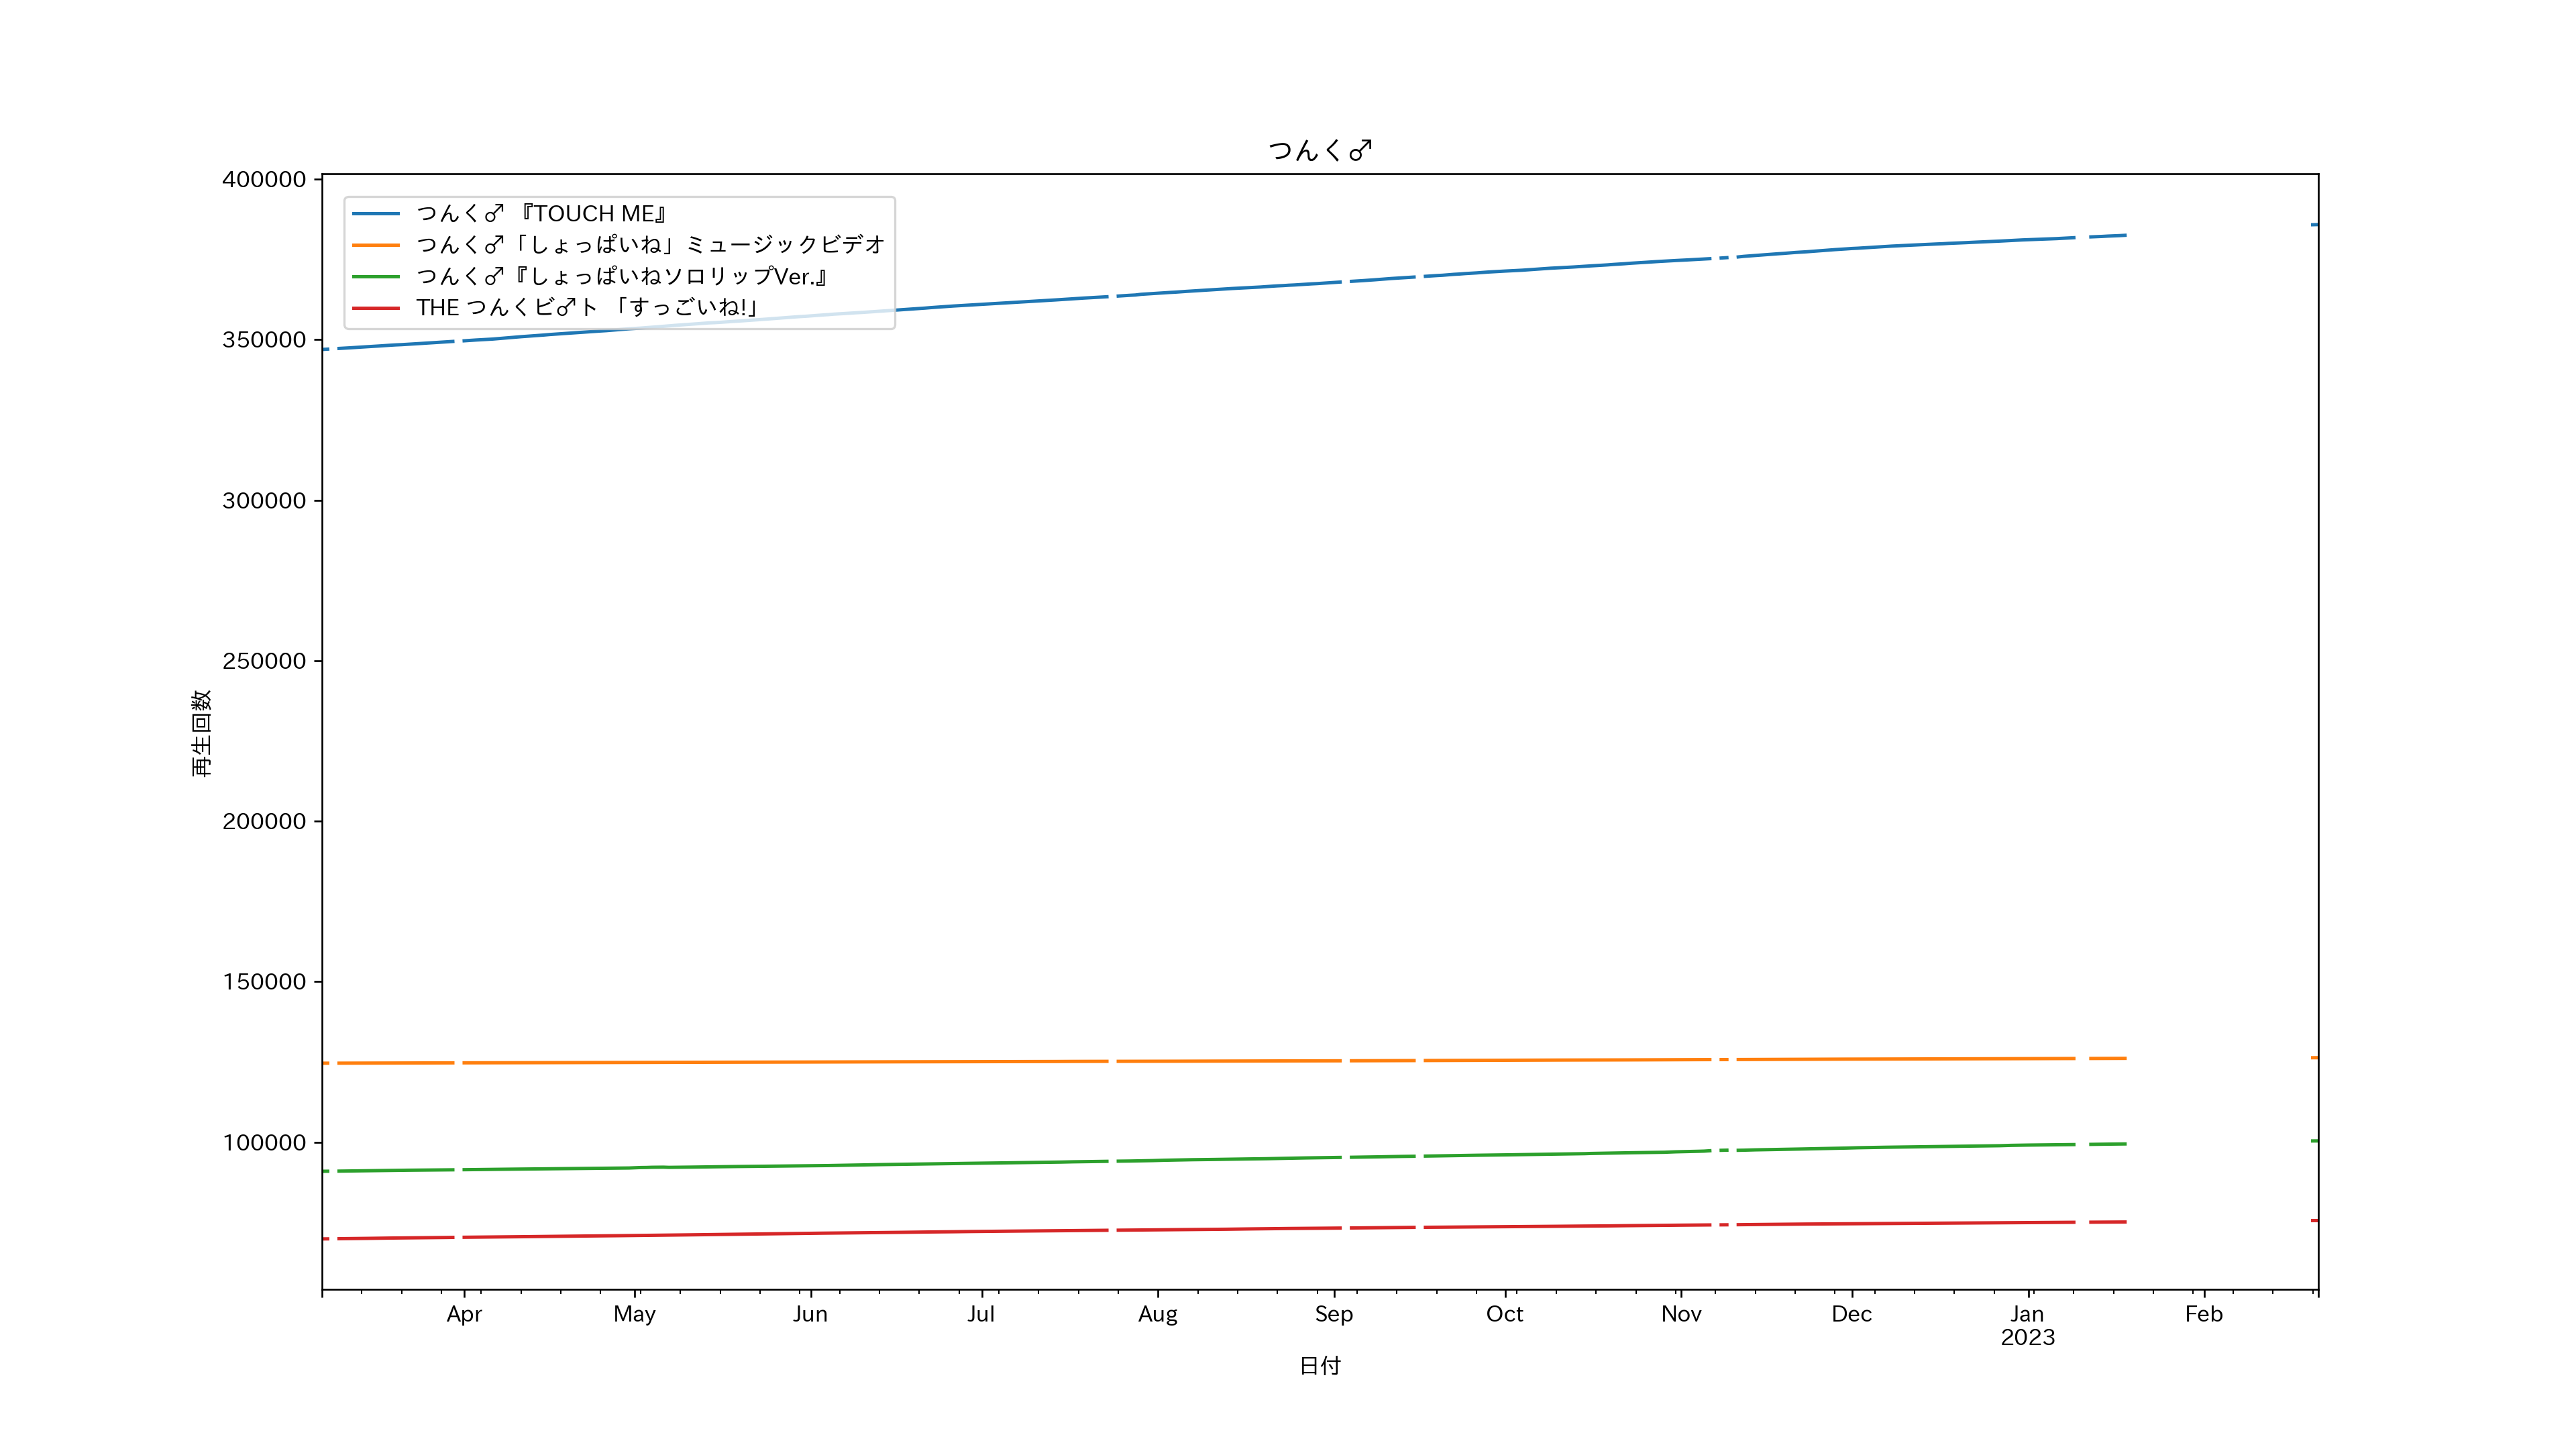 つんく♂
400000
350000
300000
250000
200000
150000
100000
再生回数
つんく♂ 『TOUCH ME』
つんく♂「しょっぱいね」ミュージックビデオ
つんく♂『しょっぱいねソロリップVer.』
THE つんくビ♂ト 「すっごいね!」
Apr May Jun Jul Aug Sep Oct Nov Dec Jan Feb
2023
日付